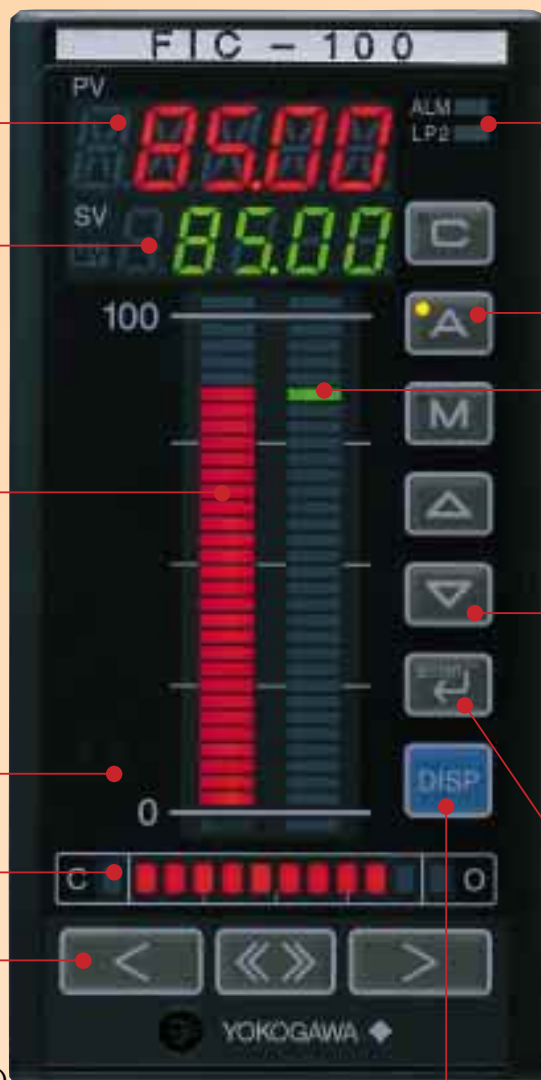 FIC - 100
PV
85.00
ALM
LP2
SV
85.00
C
A
100
M
DISP
0
C
O
< ≪ ≫ >
YOKOGAWA